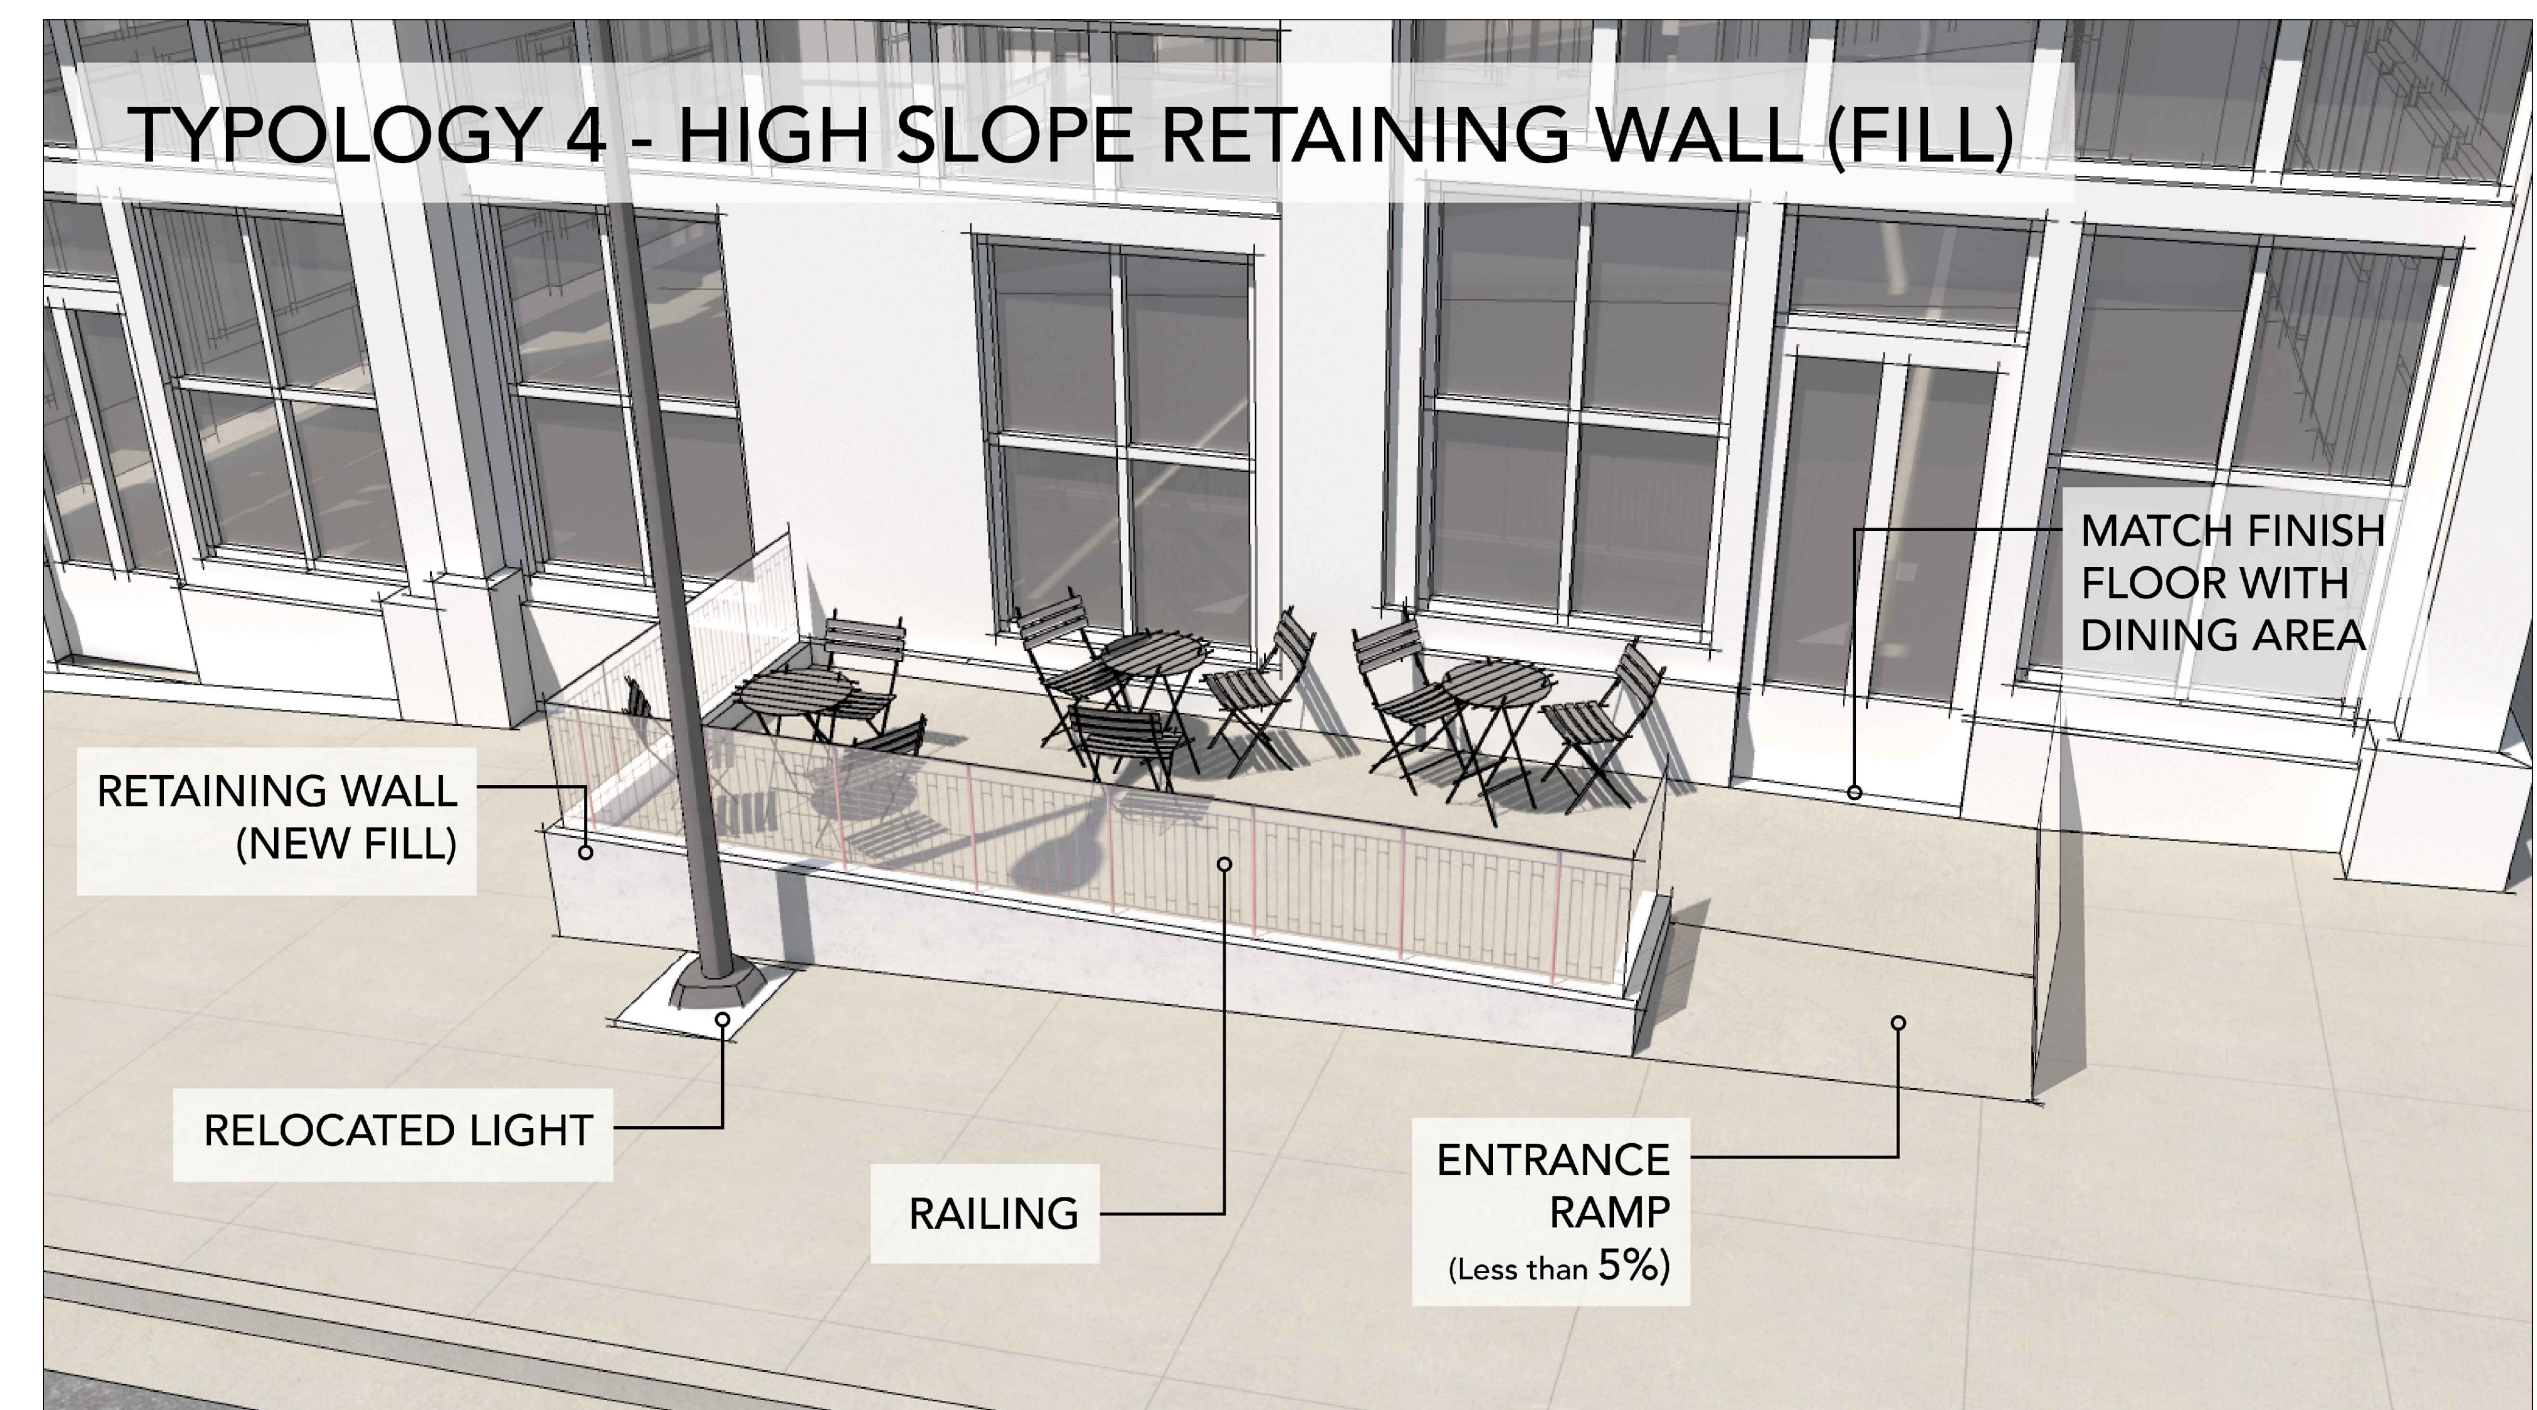 TYPOLOGY 4 - HIGH SLOPE RETAINING WALL (FILL)
MATCH FINISH
FLOOR WITH
DINING AREA
RETAINING WALL
(NEW FILL)
RELOCATED LIGHT
RAILING
ENTRANCE
RAMP
(Less than 5%)